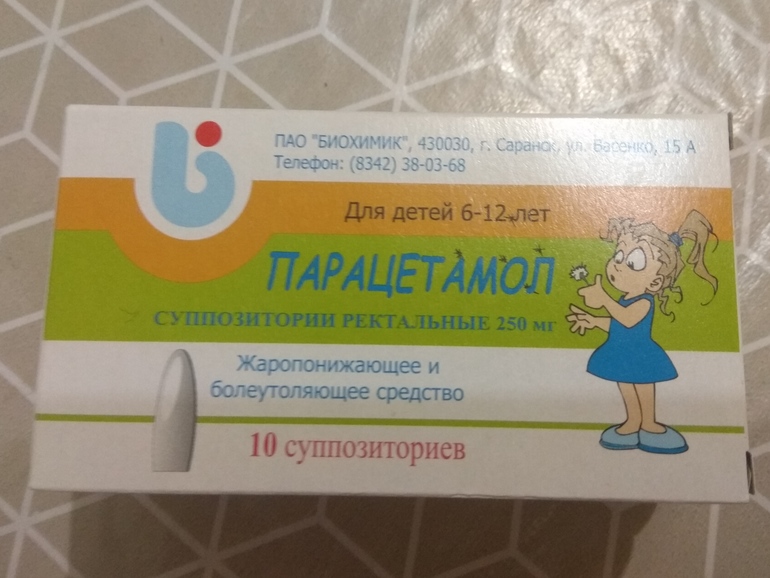 ПАО "БИОХИМИК", 430030, г. Саранск, ул. Васенко, 15 А
Телефон: (8342) 38-03-68
Для детей 6-12 лет
ПАРАЦЕТАМОЛ
СУППОЗИТОРИИ РЕКТАЛЬНЫЕ 250 мг
Жаропонижающее и
болеутоляющее средство
10 суппозиториев